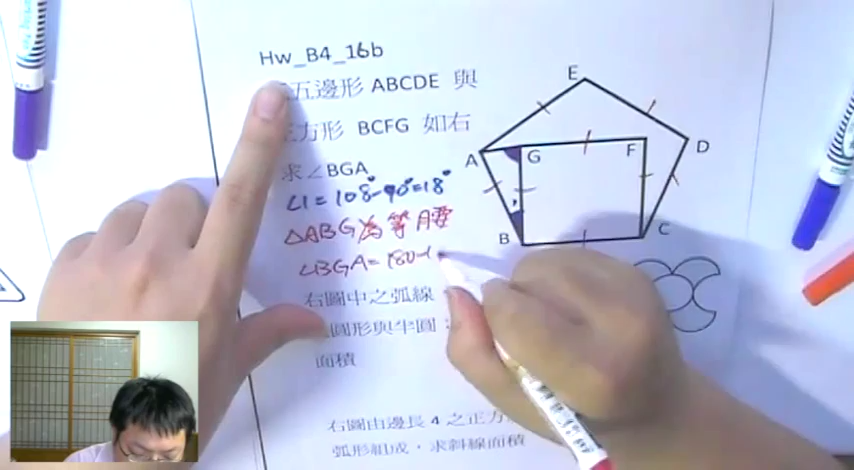 Hw_B4_16b
五邊形 ABCDE 與
正方形 BCFG 如右
求∠BGA
∠1=108°-90°=18°
△ABG為等腰
∠BGA=180-1
E
A
G
F
D
B
C
右圖中之弧線
圓形與半圓
面積
右圖由邊長 4 之正方
弧形組成，求斜線面積